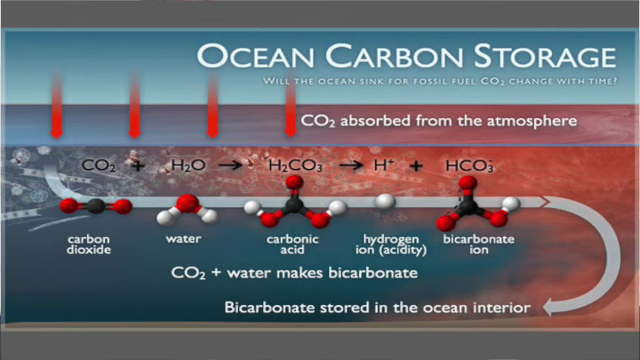 OCEAN CARBON STORAGE
WILL THE OCEAN SINK FOR FOSSIL FUEL CO₂ CHANGE WITH TIME?
CO₂ absorbed from the atmosphere
CO₂ + H₂O → H₂CO₃ → H⁺ + HCO₃⁻
carbon dioxide
water
carbonic acid
hydrogen ion (acidity)
bicarbonate ion
CO₂ + water makes bicarbonate
Bicarbonate stored in the ocean interior